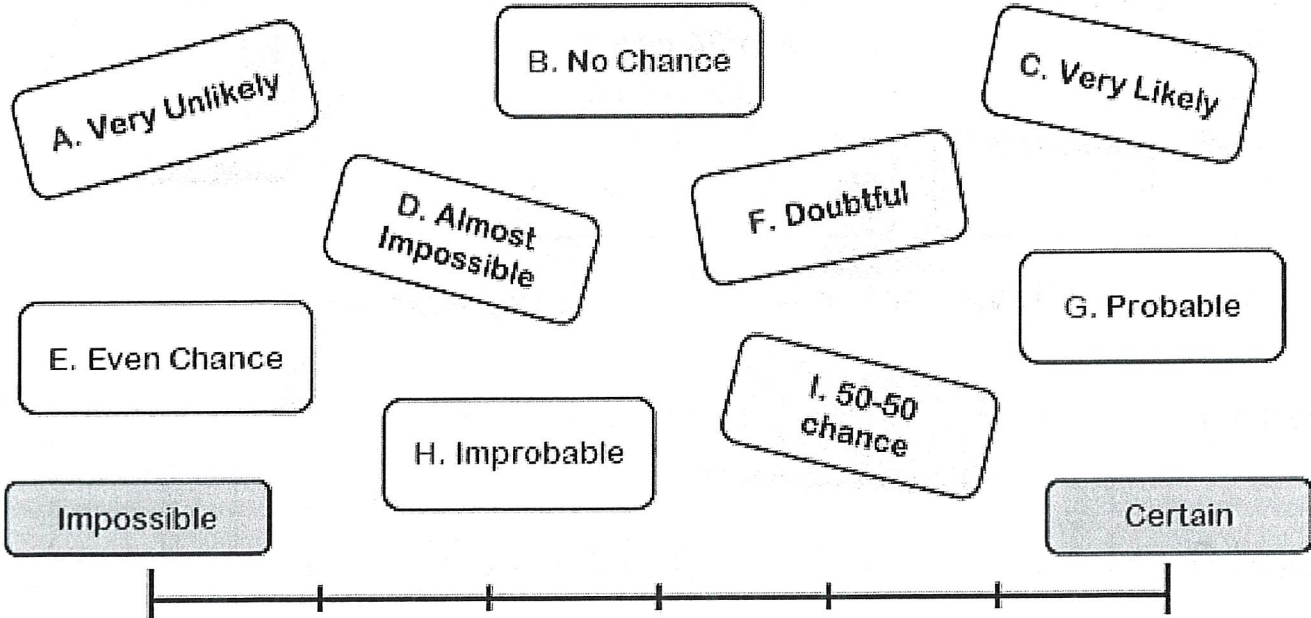 A. Very Unlikely
B. No Chance
C. Very Likely
D. Almost
Impossible
F. Doubtful
G. Probable
E. Even Chance
I. 50-50
chance
H. Improbable
Impossible
Certain